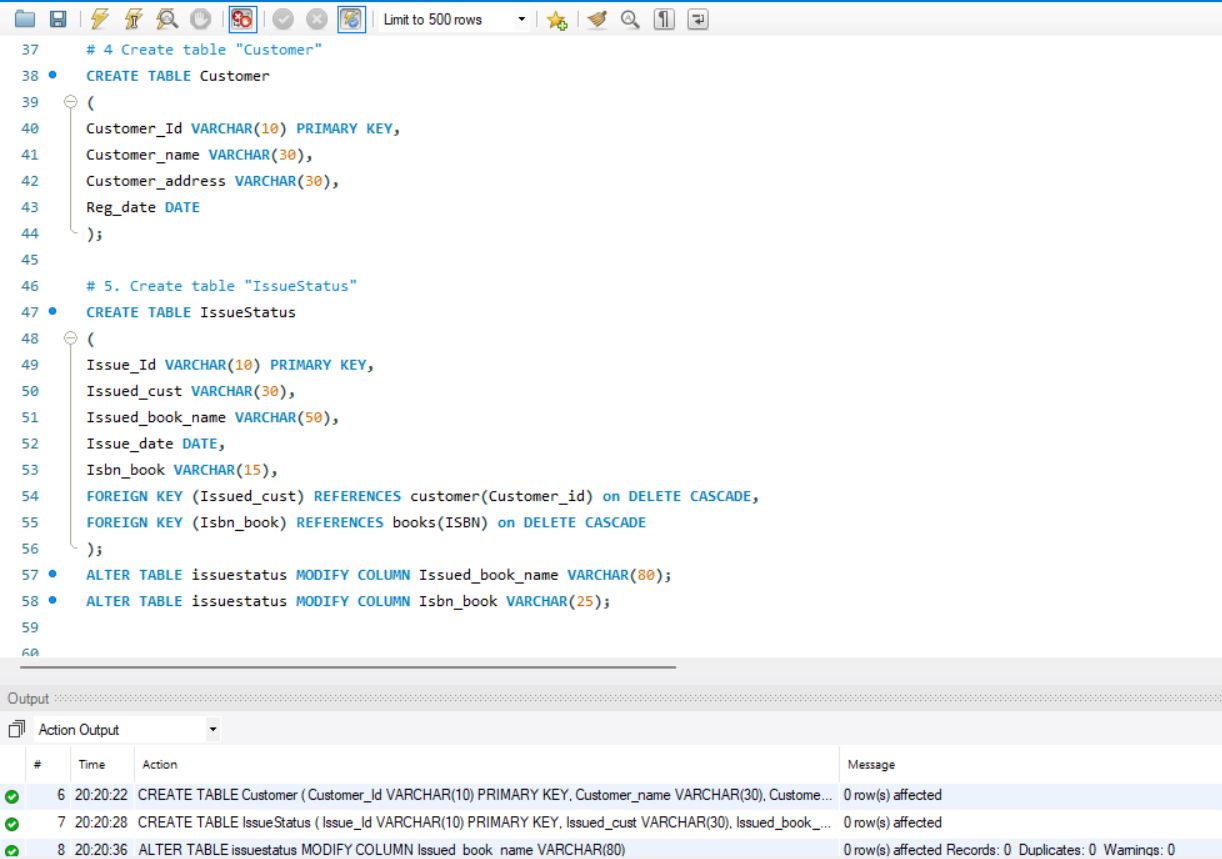 Limit to 500 rows
37 # 4 Create table "Customer"
38 CREATE TABLE Customer
39 (
40 Customer_Id VARCHAR(10) PRIMARY KEY,
41 Customer_name VARCHAR(30),
42 Customer_address VARCHAR(30),
43 Reg_date DATE
44 );
45
46 # 5. Create table "IssueStatus"
47 CREATE TABLE IssueStatus
48 (
49 Issue_Id VARCHAR(10) PRIMARY KEY,
50 Issued_cust VARCHAR(30),
51 Issued_book_name VARCHAR(50),
52 Issue_date DATE,
53 Isbn_book VARCHAR(15),
54 FOREIGN KEY (Issued_cust) REFERENCES customer(Customer_id) on DELETE CASCADE,
55 FOREIGN KEY (Isbn_book) REFERENCES books(ISBN) on DELETE CASCADE
56 );
57 ALTER TABLE issuestatus MODIFY COLUMN Issued_book_name VARCHAR(80);
58 ALTER TABLE issuestatus MODIFY COLUMN Isbn_book VARCHAR(25);
59
60
Output
Action Output
# Time Action Message
6 20:20:22 CREATE TABLE Customer ( Customer_Id VARCHAR(10) PRIMARY KEY, Customer_name VARCHAR(30), Custome... 0 row(s) affected
7 20:20:28 CREATE TABLE IssueStatus ( Issue_Id VARCHAR(10) PRIMARY KEY, Issued_cust VARCHAR(30), Issued_book_... 0 row(s) affected
8 20:20:36 ALTER TABLE issuestatus MODIFY COLUMN Issued_book_name VARCHAR(80) 0 row(s) affected Records: 0 Duplicates: 0 Warnings: 0